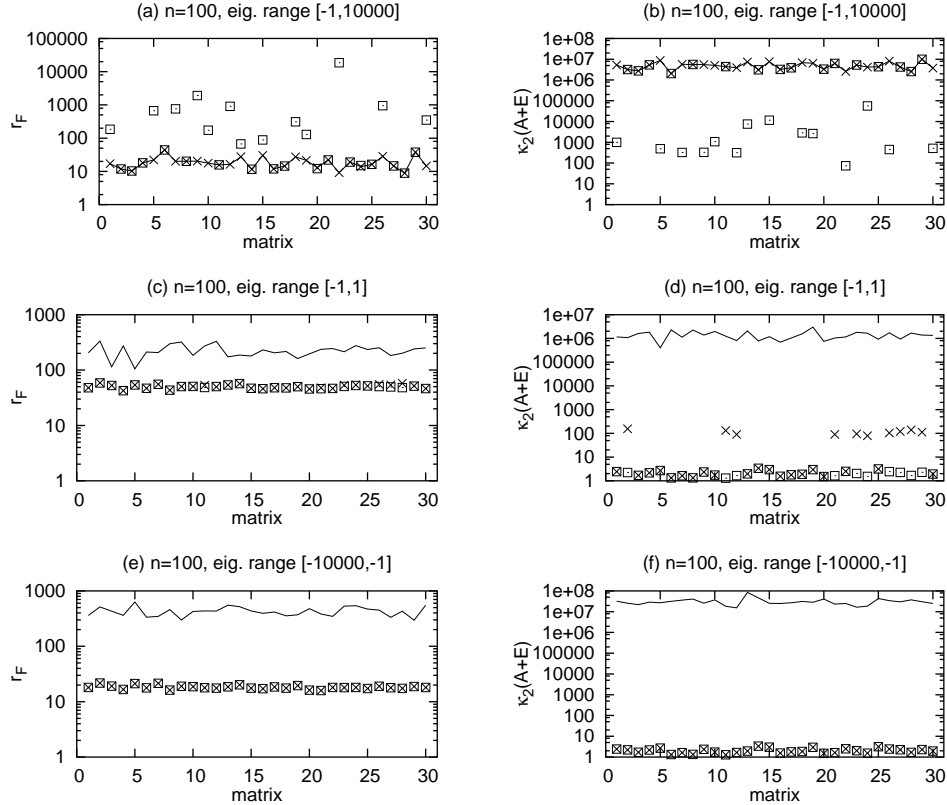 (a) n=100, eig. range [-1,10000]
100000
10000
1000
100
10
1
r_F
0 5 10 15 20 25 30
matrix
(b) n=100, eig. range [-1,10000]
1e+08
1e+07
1e+06
100000
10000
1000
100
10
1
κ_2(A+E)
0 5 10 15 20 25 30
matrix
(c) n=100, eig. range [-1,1]
1000
100
10
1
r_F
0 5 10 15 20 25 30
matrix
(d) n=100, eig. range [-1,1]
1e+07
1e+06
100000
10000
1000
100
10
1
κ_2(A+E)
0 5 10 15 20 25 30
matrix
(e) n=100, eig. range [-10000,-1]
1000
100
10
1
r_F
0 5 10 15 20 25 30
matrix
(f) n=100, eig. range [-10000,-1]
1e+08
1e+07
1e+06
100000
10000
1000
100
10
1
κ_2(A+E)
0 5 10 15 20 25 30
matrix